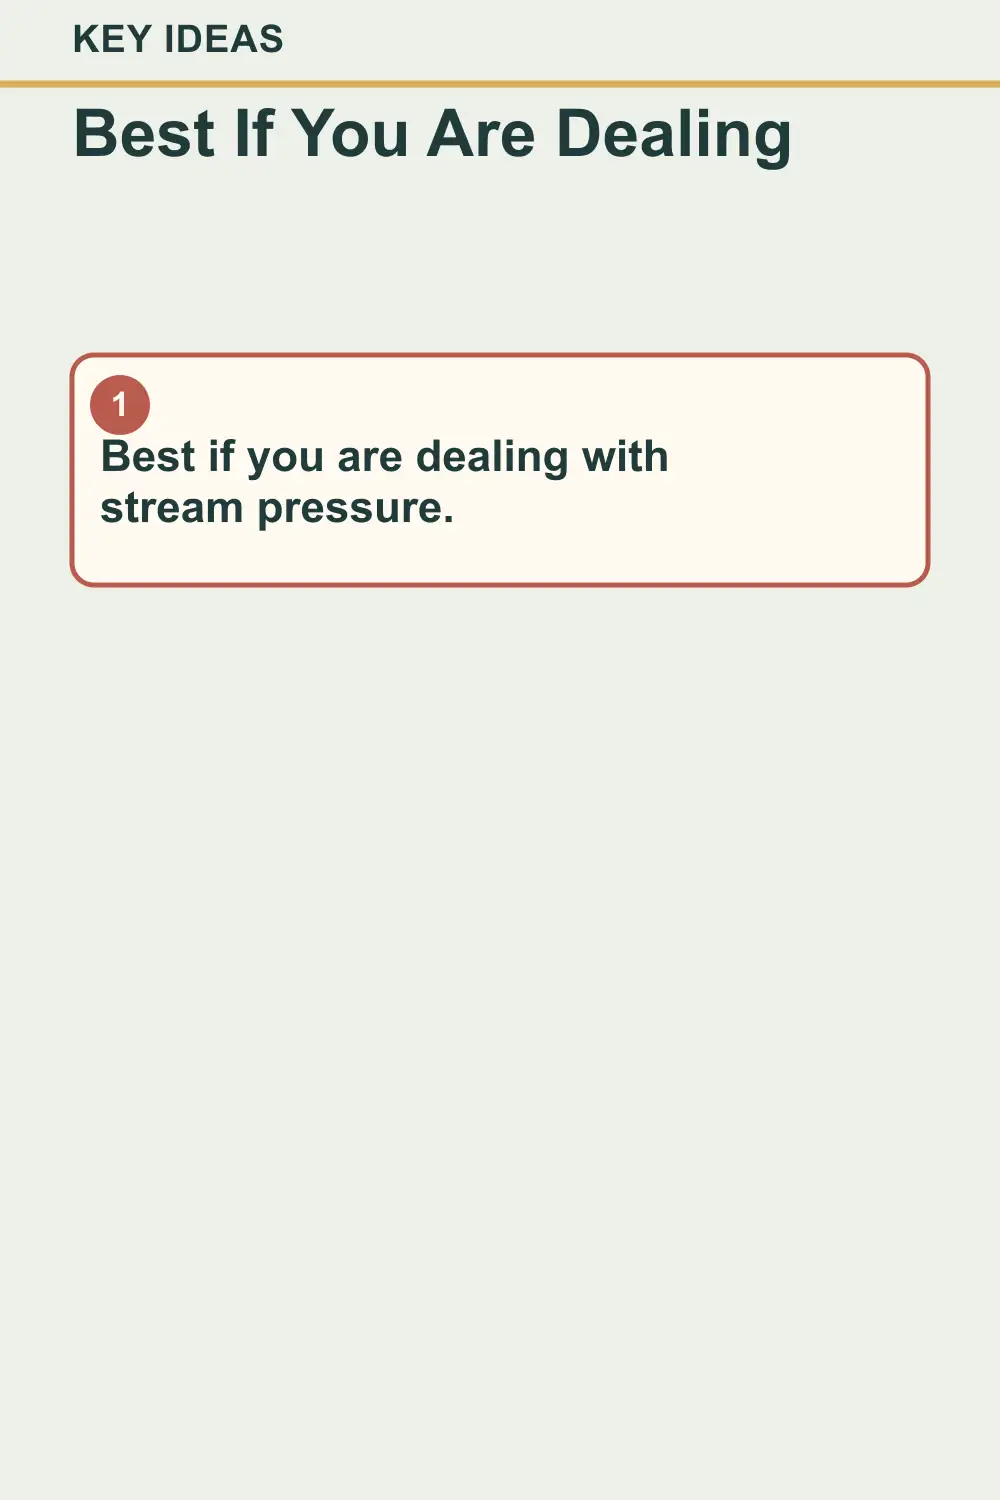 KEY IDEAS
Best If You Are Dealing
1
Best if you are dealing with
stream pressure.